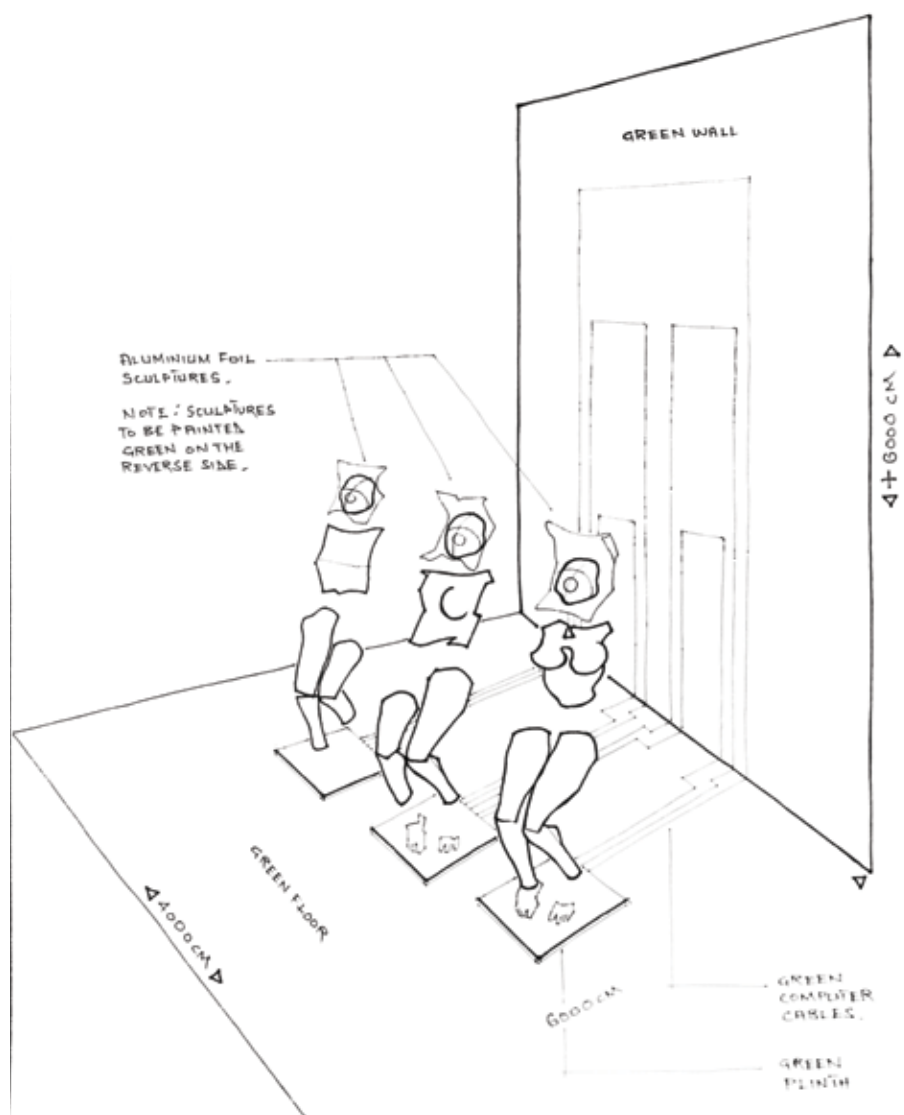 GREEN WALL
ALUMINIUM FOIL
SCULPTURES.
NOTE: SCULPTURES
TO BE PAINTED
GREEN ON THE
REVERSE SIDE.
+6000 CM
GREEN FLOOR
4000 CM
6000 CM
GREEN
COMPUTER
CABLES.
GREEN
PLINTH